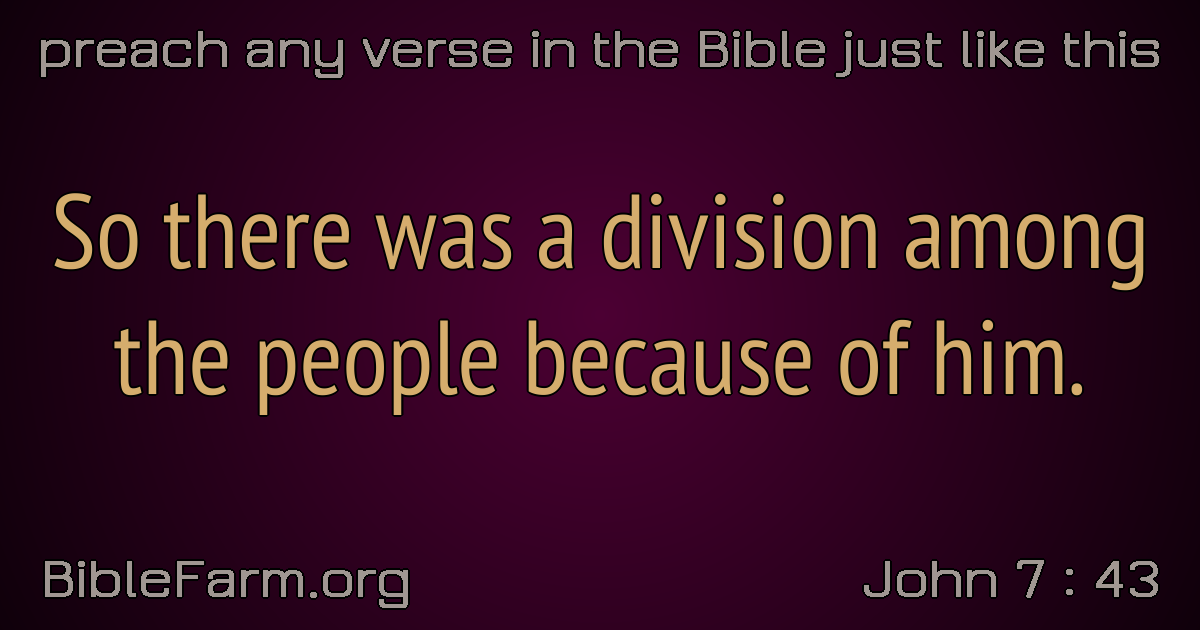 preach any verse in the Bible just like this
So there was a division among
the people because of him.
BibleFarm.org
John 7 : 43